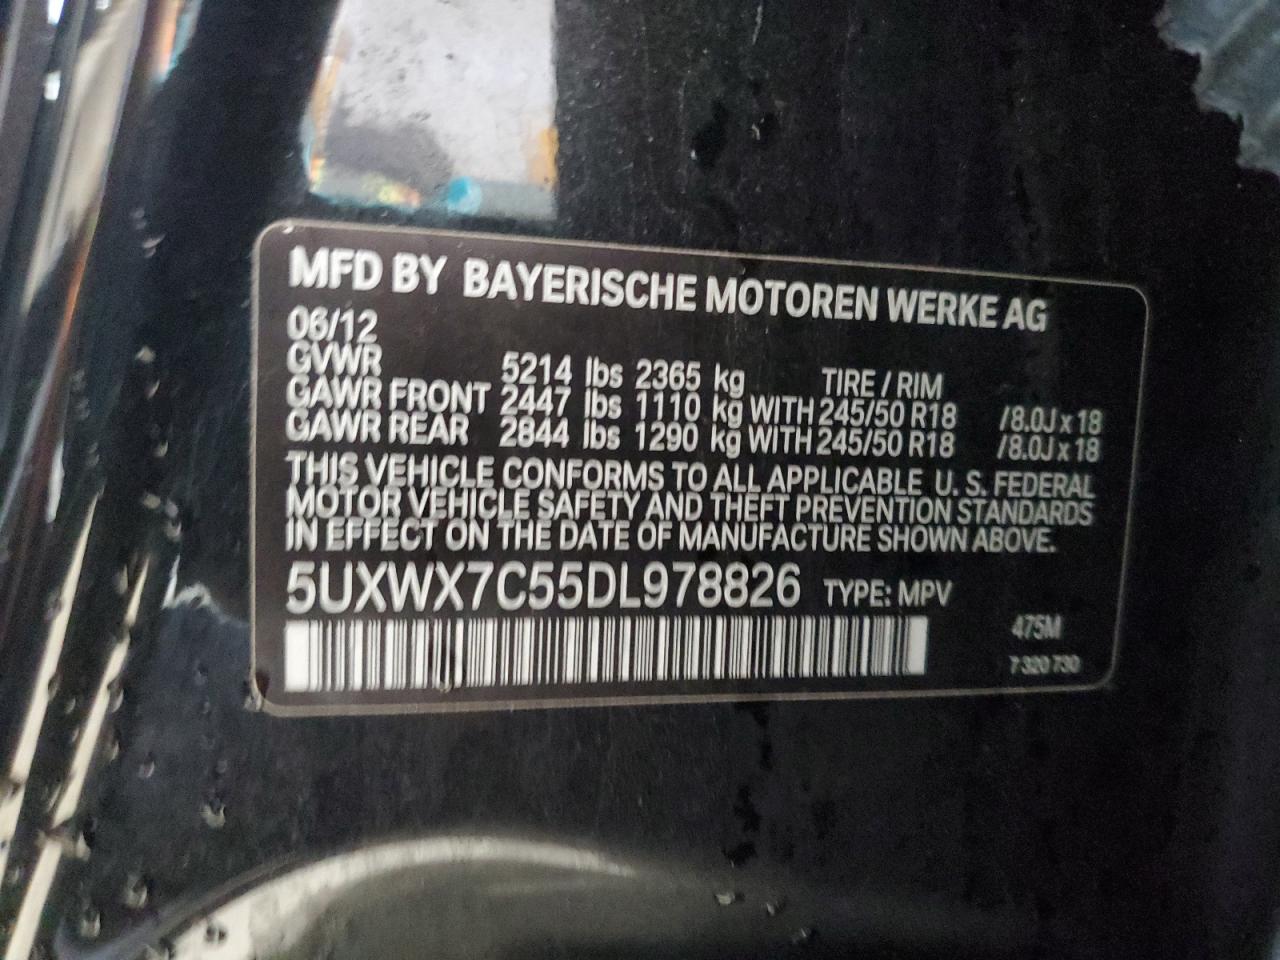 MFD BY BAYERISCHE MOTOREN WERKE AG
06/12
GVWR 5214 lbs 2365 kg TIRE / RIM
GAWR FRONT 2447 lbs 1110 kg WITH 245/50 R18 /8.0J x 18
GAWR REAR 2844 lbs 1290 kg WITH 245/50 R18 /8.0J x 18
THIS VEHICLE CONFORMS TO ALL APPLICABLE U. S. FEDERAL
MOTOR VEHICLE SAFETY AND THEFT PREVENTION STANDARDS
IN EFFECT ON THE DATE OF MANUFACTURE SHOWN ABOVE.
5UXWX7C55DL978826 TYPE: MPV
475M
7 320 730